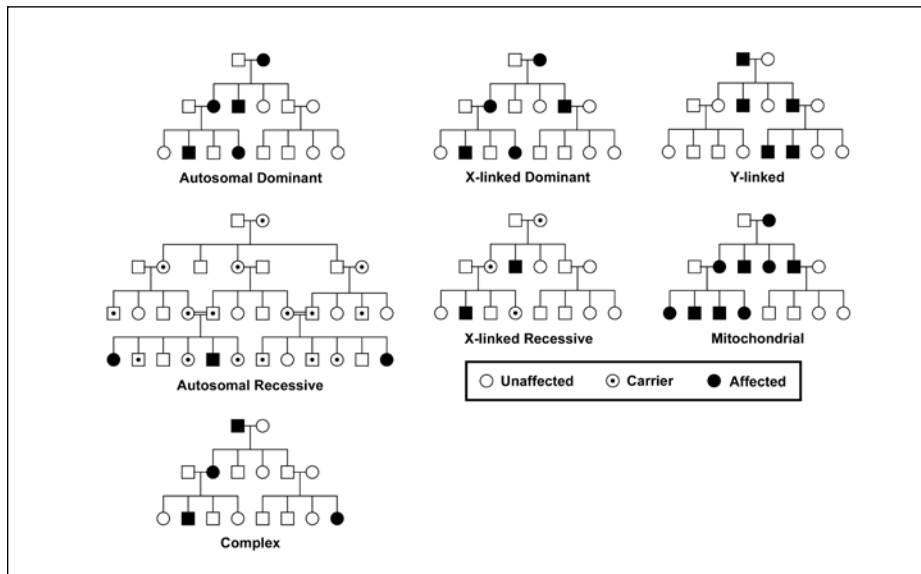 Autosomal Dominant
X-linked Dominant
Y-linked
Autosomal Recessive
X-linked Recessive
Mitochondrial
Unaffected Carrier Affected
Complex